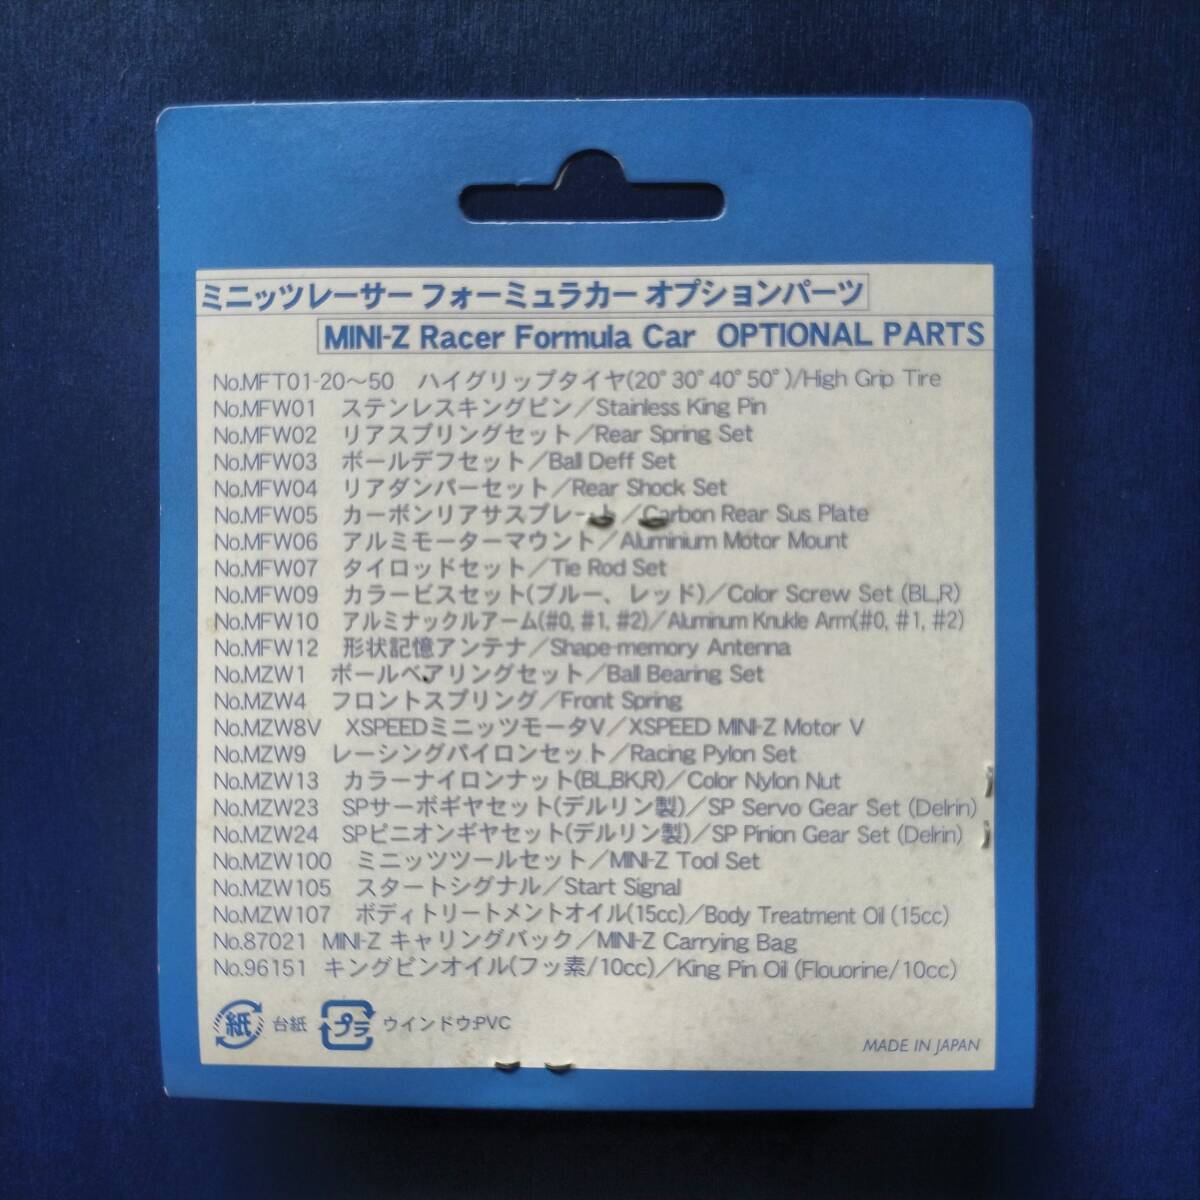 ミニッツレーサー フォーミュラカー オプションパーツ
MINI-Z Racer Formula Car OPTIONAL PARTS
No.MFT01-20～50 ハイグリップタイヤ(20°30°40°50°)/High Grip Tire
No.MFW01 ステンレスキングピン／Stainless King Pin
No.MFW02 リアスプリングセット／Rear Spring Set
No.MFW03 ボールデフセット／Ball Deff Set
No.MFW04 リアダンパーセット／Rear Shock Set
No.MFW05 カーボンリアサスプレート／Carbon Rear Sus Plate
No.MFW06 アルミモーターマウント／Aluminium Motor Mount
No.MFW07 タイロッドセット／Tie Rod Set
No.MFW09 カラービスセット(ブルー、レッド)／Color Screw Set (BL,R)
No.MFW10 アルミナックルアーム(#0, #1, #2)／Aluminum Knukle Arm(#0, #1, #2)
No.MFW12 形状記憶アンテナ／Shape-memory Antenna
No.MZW1 ボールベアリングセット／Ball Bearing Set
No.MZW4 フロントスプリング／Front Spring
No.MZW8V XSPEEDミニッツモータV／XSPEED MINI-Z Motor V
No.MZW9 レーシングパイロンセット／Racing Pylon Set
No.MZW13 カラーナイロンナット(BL,BK,R)／Color Nylon Nut
No.MZW23 SPサーボギヤセット(デルリン製)／SP Servo Gear Set (Delrin)
No.MZW24 SPピニオンギヤセット(デルリン製)／SP Pinion Gear Set (Delrin)
No.MZW100 ミニッツツールセット／MINI-Z Tool Set
No.MZW105 スタートシグナル／Start Signal
No.MZW107 ボディトリートメントオイル(15cc)／Body Treatment Oil (15cc)
No.87021 MINI-Z キャリングバック／MINI-Z Carrying Bag
No.96151 キングピンオイル(フッ素/10cc)／King Pin Oil (Flouorine/10cc)
紙 台紙 プラ ウインドウ:PVC
MADE IN JAPAN